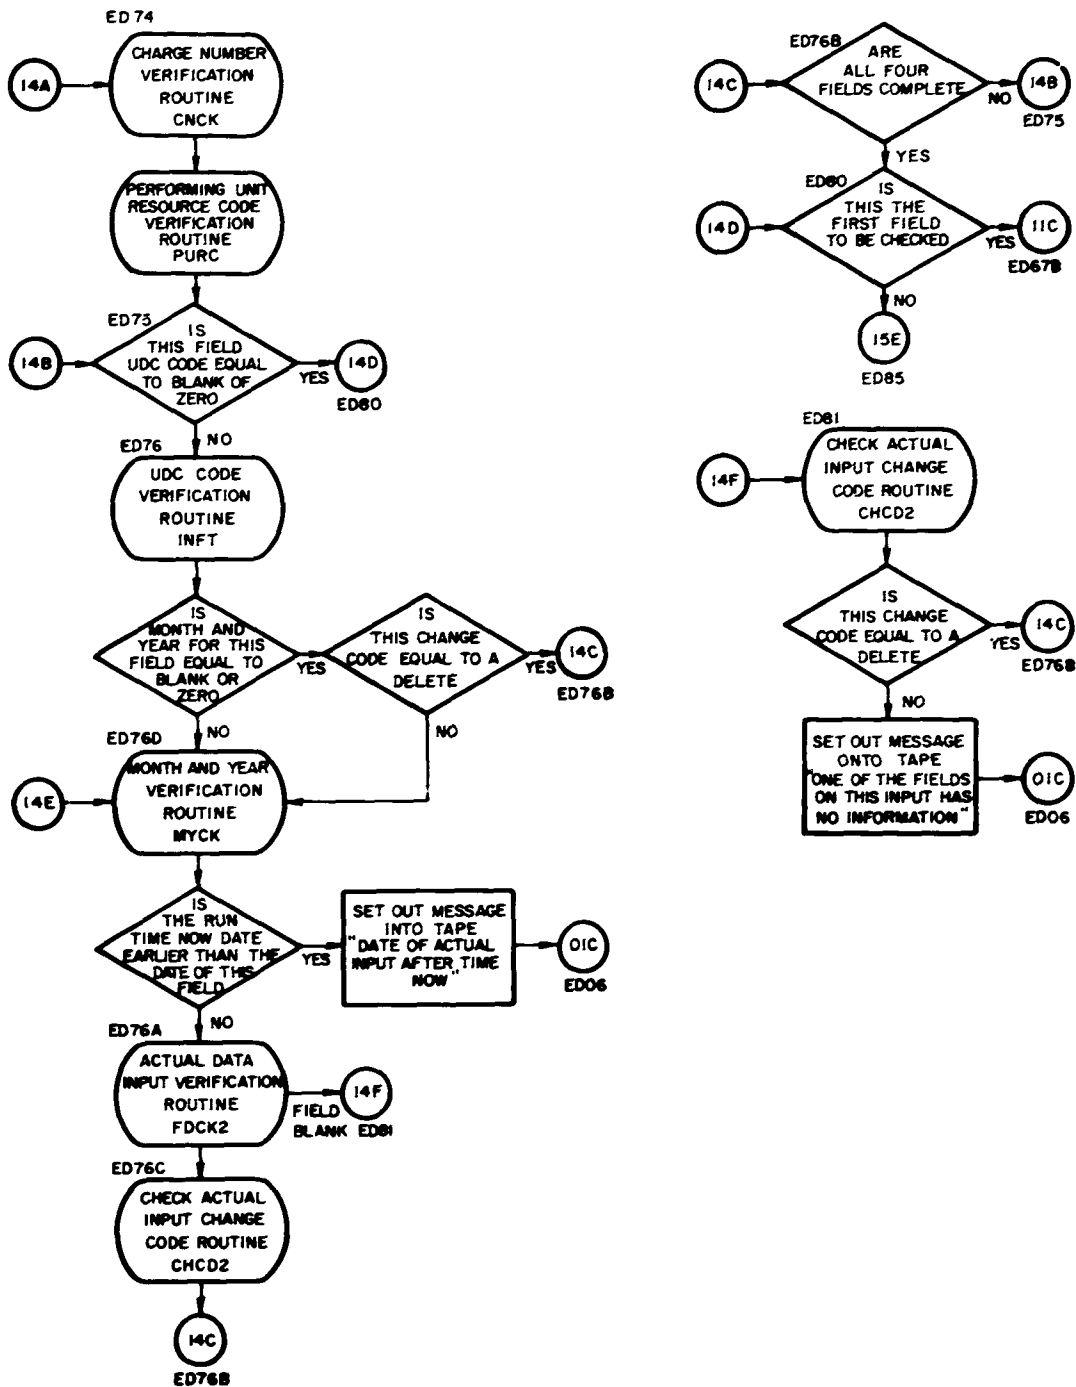 ED 74
CHARGE NUMBER
VERIFICATION
ROUTINE
CNCK
14A
PERFORMING UNIT
RESOURCE CODE
VERIFICATION
ROUTINE
PURC
ED75
IS
THIS FIELD
UDC CODE EQUAL
TO BLANK OF
ZERO
14B
YES
14D
ED80
NO
ED76
UDC CODE
VERIFICATION
ROUTINE
INFT
IS
MONTH AND
YEAR FOR THIS
FIELD EQUAL TO
BLANK OR
ZERO
YES
IS
THIS CHANGE
CODE EQUAL TO A
DELETE
YES
14C
ED76B
NO
NO
ED76D
MONTH AND YEAR
VERIFICATION
ROUTINE
MYCK
14E
IS
THE RUN
TIME NOW DATE
EARLIER THAN THE
DATE OF THIS
FIELD
YES
SET OUT MESSAGE
INTO TAPE
"DATE OF ACTUAL
INPUT AFTER TIME
NOW"
01C
ED06
NO
ED76A
ACTUAL DATA
INPUT VERIFICATION
ROUTINE
FDCK2
FIELD
BLANK
14F
ED81
ED76C
CHECK ACTUAL
INPUT CHANGE
CODE ROUTINE
CHCD2
14C
ED76B
ED76B
ARE
ALL FOUR
FIELDS COMPLETE
14C
NO
14B
ED75
YES
ED80
IS
THIS THE
FIRST FIELD
TO BE CHECKED
14D
YES
11C
ED67B
NO
15E
ED85
ED81
CHECK ACTUAL
INPUT CHANGE
CODE ROUTINE
CHCD2
14F
IS
THIS CHANGE
CODE EQUAL TO A
DELETE
YES
14C
ED76B
NO
SET OUT MESSAGE
ONTO TAPE
"ONE OF THE FIELDS
ON THIS INPUT HAS
NO INFORMATION"
01C
ED06